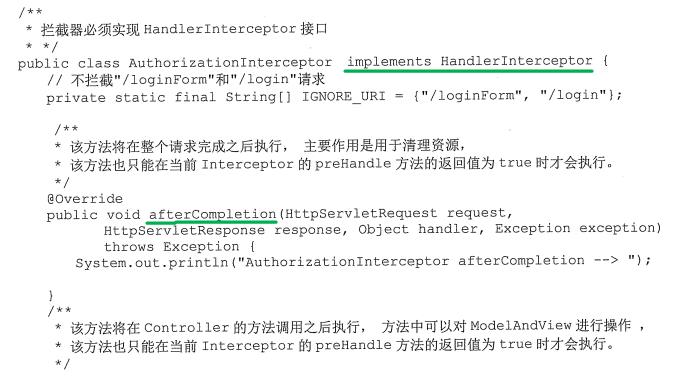 /**
* 拦截器必须实现 HandlerInterceptor 接口
* */
public class AuthorizationInterceptor implements HandlerInterceptor {
// 不拦截"/loginForm"和"/login"请求
private static final String[] IGNORE_URI = {"/loginForm", "/login"};
/**
* 该方法将在整个请求完成之后执行， 主要作用是用于清理资源，
* 该方法也只能在当前 Interceptor 的 preHandle 方法的返回值为 true 时才会执行。
*/
@Override
public void afterCompletion(HttpServletRequest request,
HttpServletResponse response, Object handler, Exception exception)
throws Exception {
System.out.println("AuthorizationInterceptor afterCompletion --> ");
}
/**
* 该方法将在 Controller 的方法调用之后执行， 方法中可以对 ModelAndView 进行操作 ，
* 该方法也只能在当前 Interceptor 的 preHandle 方法的返回值为 true 时才会执行。
*/